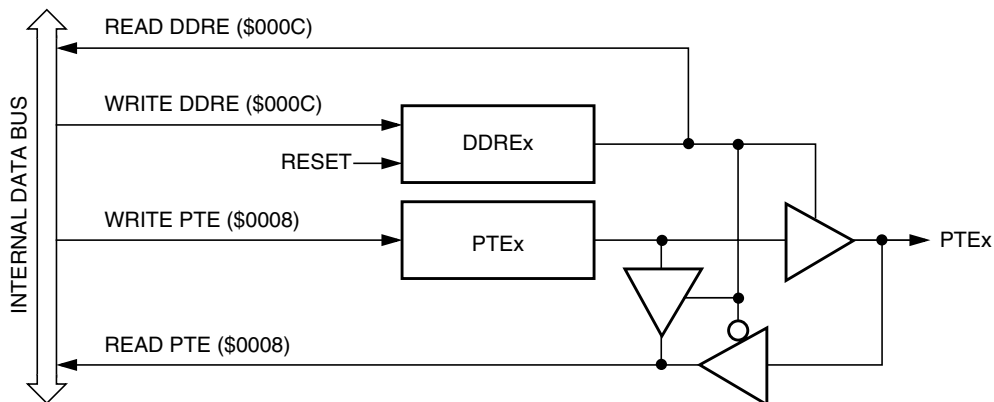 READ DDRE ($000C)
WRITE DDRE ($000C)
DDREx
RESET
WRITE PTE ($0008)
PTEx
PTEx
READ PTE ($0008)
INTERNAL DATA BUS